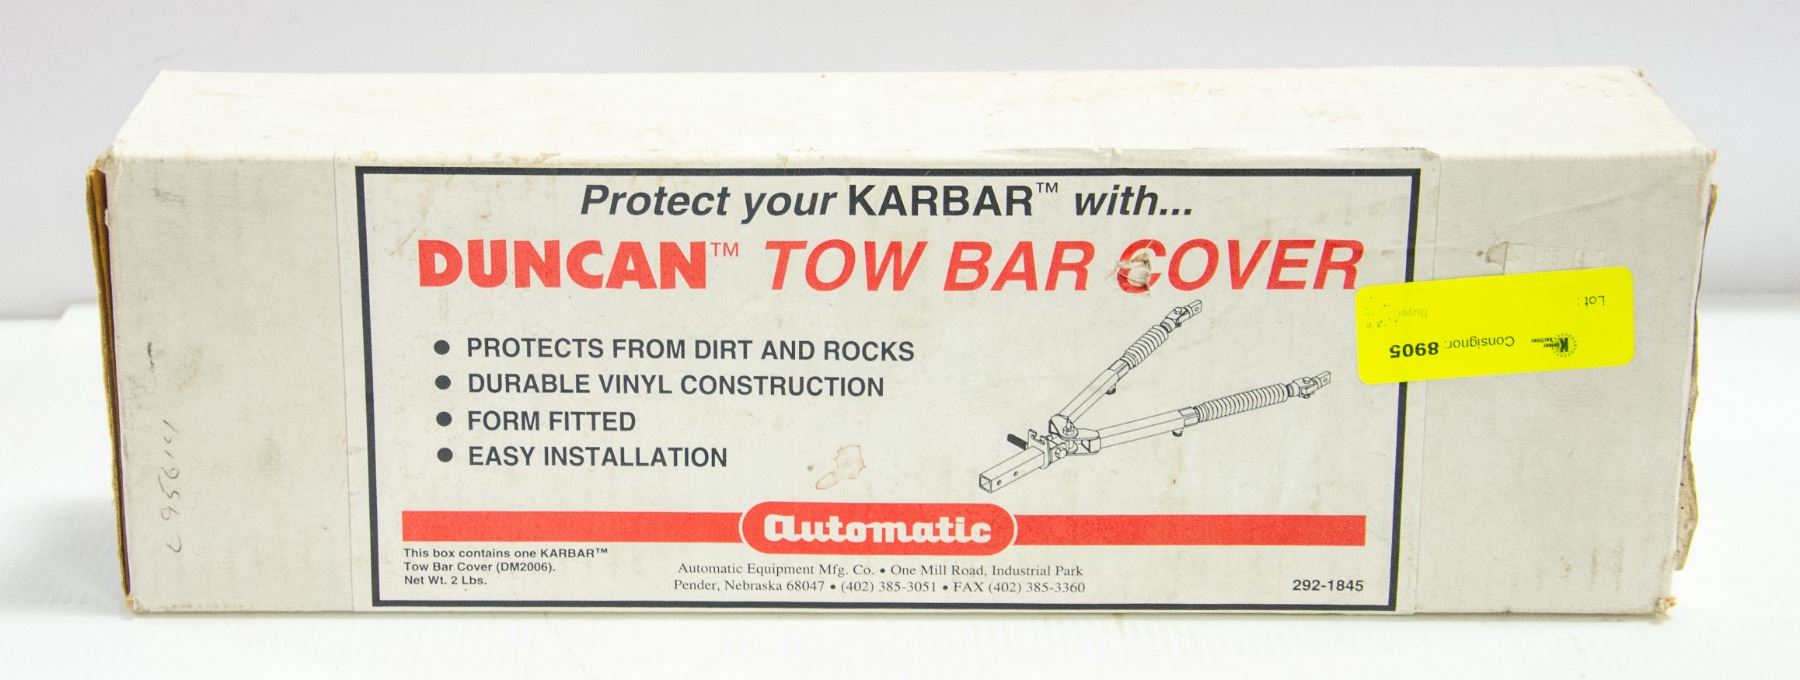 Protect your KARBAR™ with...
DUNCAN™ TOW BAR COVER
● PROTECTS FROM DIRT AND ROCKS
● DURABLE VINYL CONSTRUCTION
● FORM FITTED
● EASY INSTALLATION
automatic
This box contains one KARBAR™
Tow Bar Cover (DM2006).
Net Wt. 2 Lbs.
Automatic Equipment Mfg. Co. • One Mill Road, Industrial Park
Pender, Nebraska 68047 • (402) 385-3051 • FAX (402) 385-3360
292-1845
Lot:
Buyer
Consignor: 8905